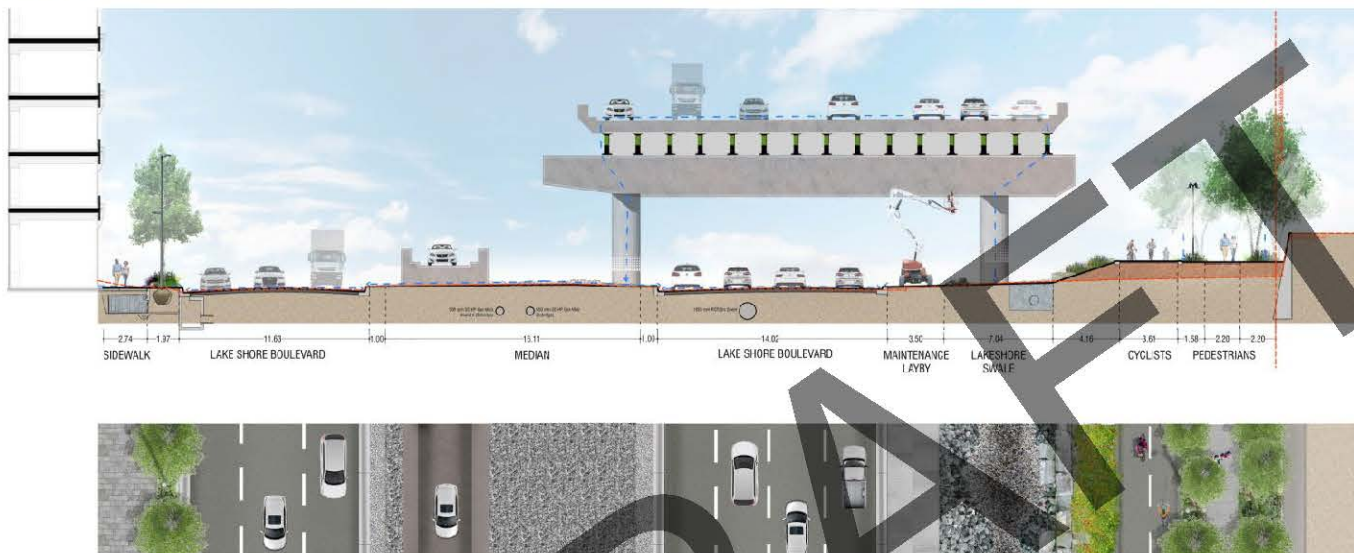 2.74 1.97 11.63 1.00 15.11 1.00 14.02 3.50 7.04 4.16 3.61 1.58 2.20 2.20
SIDEWALK LAKE SHORE BOULEVARD MEDIAN LAKE SHORE BOULEVARD MAINTENANCE LAYBY LAKESHORE SWALE CYCLISTS PEDESTRIANS
DRAFT